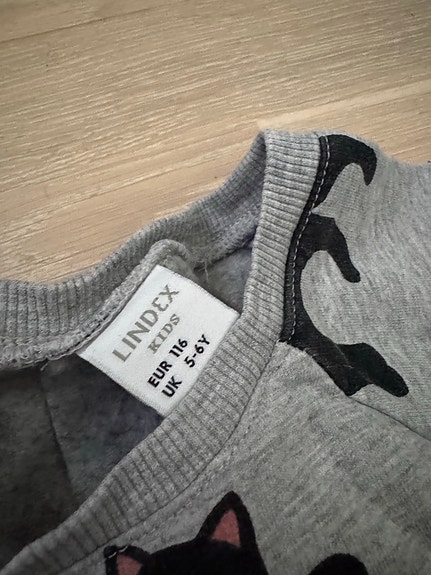 LINDEX
KIDS
EUR 116
UK 5-6Y